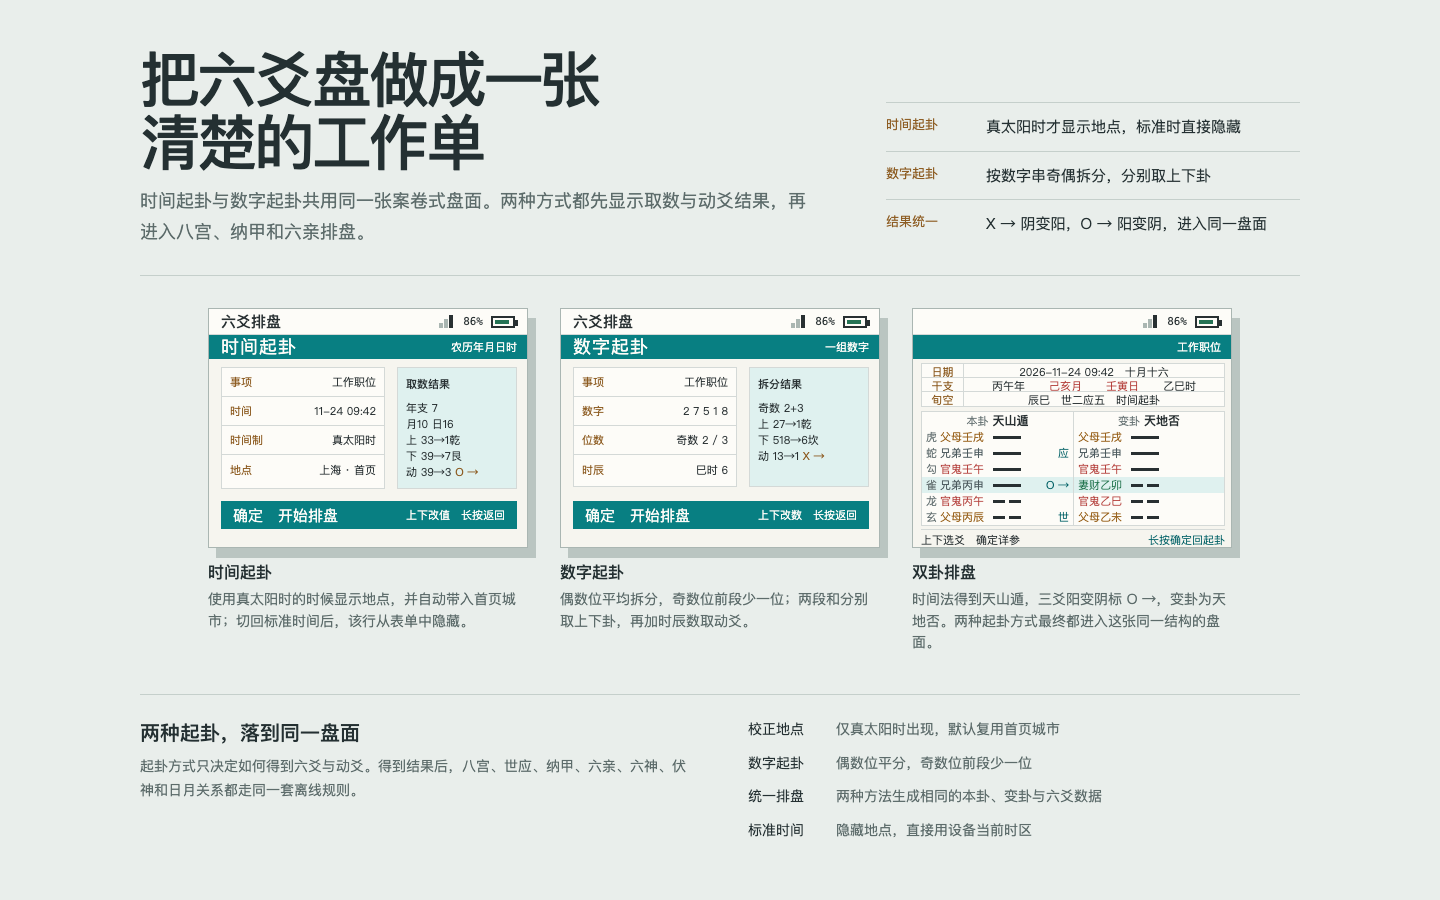 把六爻盘做成一张
清楚的工作单
时间起卦与数字起卦共用同一张案卷式盘面。两种方式都先显示取数与动爻结果，再
进入八宫、纳甲和六亲排盘。
时间起卦 真太阳时才显示地点，标准时直接隐藏
数字起卦 按数字串奇偶拆分，分别取上下卦
结果统一 X → 阴变阳，O → 阳变阴，进入同一盘面
六爻排盘 86%
时间起卦 农历年月日时
事项 工作职位
时间 11–24 09:42
时间制 真太阳时
地点 上海 · 首页
取数结果
年支 7
月10 日16
上 33→1乾
下 39→7艮
动 39→3 O →
确定 开始排盘 上下改值 长按返回
时间起卦
使用真太阳时的时候显示地点，并自动带入首页城
市；切回标准时间后，该行从表单中隐藏。
六爻排盘 86%
数字起卦 一组数字
事项 工作职位
数字 2 7 5 1 8
位数 奇数 2 / 3
时辰 巳时 6
拆分结果
奇数 2+3
上 27→1乾
下 518→6坎
动 13→1 X →
确定 开始排盘 上下改数 长按返回
数字起卦
偶数位平均拆分，奇数位前段少一位；两段和分别
取上下卦，再加时辰数取动爻。
86%
工作职位
日期 2026–11–24 09:42 十月十六
干支 丙午年 己亥月 壬寅日 乙巳时
旬空 辰巳 世二应五 时间起卦
本卦 天山遁 变卦 天地否
虎 父母壬戌 父母壬戌
蛇 兄弟壬申 应 兄弟壬申
勾 官鬼壬午 官鬼壬午
雀 兄弟丙申 O → 妻财乙卯
龙 官鬼丙午 官鬼乙巳
玄 父母丙辰 世 父母乙未
上下选爻 确定详参 长按确定回起卦
双卦排盘
时间法得到天山遁，三爻阳变阴标 O →，变卦为天
地否。两种起卦方式最终都进入这张同一结构的盘
面。
两种起卦，落到同一盘面
起卦方式只决定如何得到六爻与动爻。得到结果后，八宫、世应、纳甲、六亲、六神、伏
神和日月关系都走同一套离线规则。
校正地点 仅真太阳时出现，默认复用首页城市
数字起卦 偶数位平分，奇数位前段少一位
统一排盘 两种方法生成相同的本卦、变卦与六爻数据
标准时间 隐藏地点，直接用设备当前时区